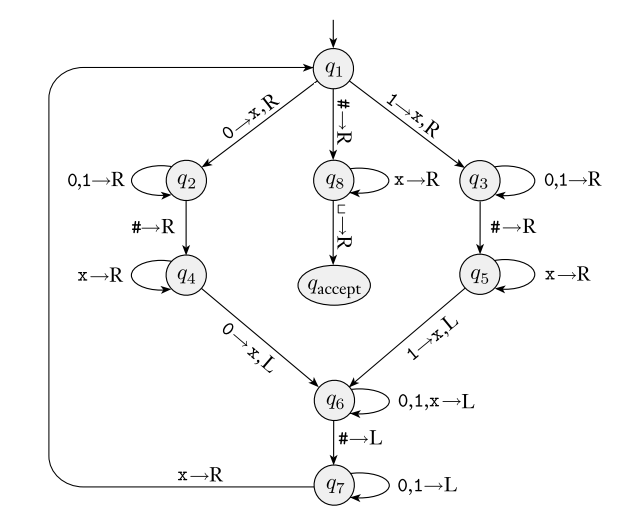 q1
0→x,R
#→R
1→x,R
0,1→R
q2
q8
x→R
q3
0,1→R
#→R
⊔→R
#→R
x→R
q4
qaccept
q5
x→R
0→x,L
1→x,L
q6
0,1,x→L
#→L
x→R
q7
0,1→L